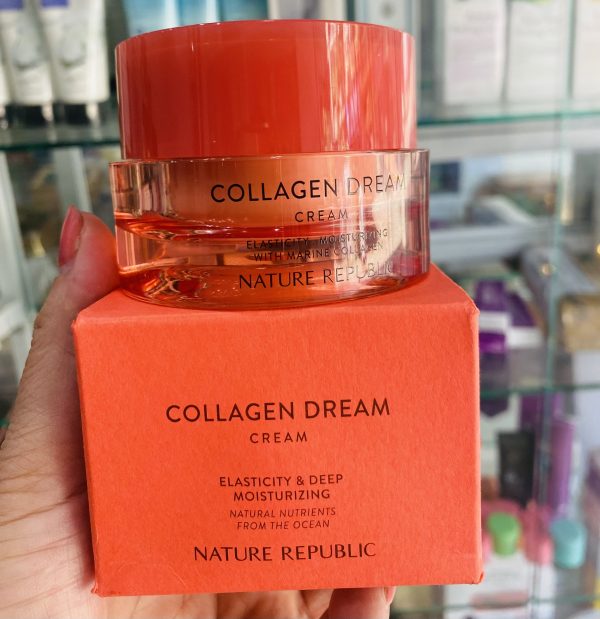 COLLAGEN DREAM
CREAM
ELASTICITY MOISTURIZING
WITH MARINE COLLAGEN
NATURE REPUBLIC
COLLAGEN DREAM
CREAM
ELASTICITY & DEEP
MOISTURIZING
NATURAL NUTRIENTS
FROM THE OCEAN
NATURE REPUBLIC